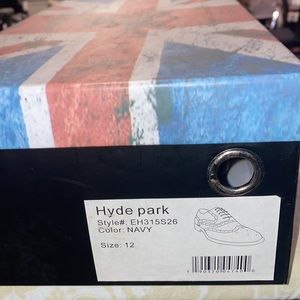 Hyde park
Style#: EH315S26
Color: NAVY
Size: 12